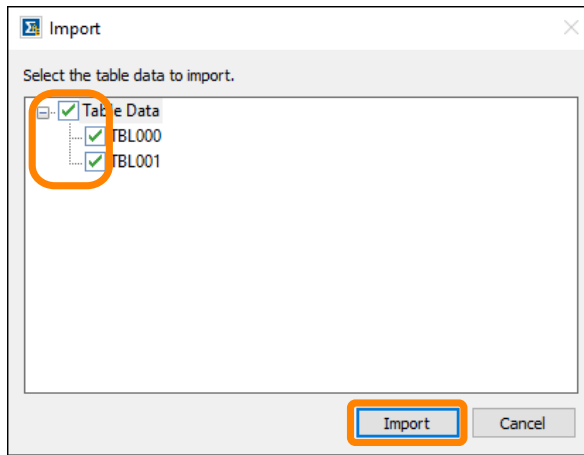 Import
Select the table data to import.
Table Data
TBL000
TBL001
Import Cancel